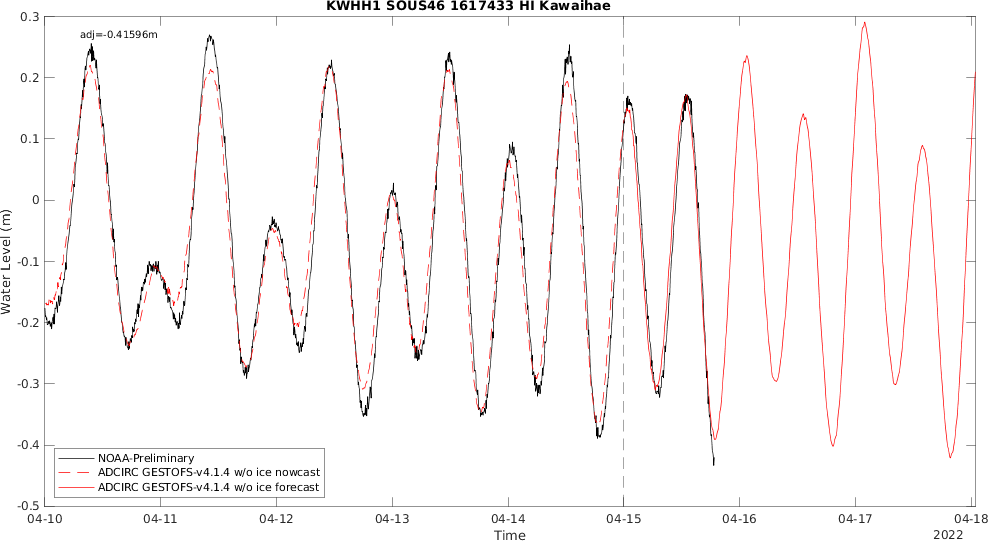 KWHH1 SOUS46 1617433 HI Kawaihae
adj=-0.41596m
0.3
0.2
0.1
0
-0.1
-0.2
-0.3
-0.4
-0.5
Water Level (m)
NOAA-Preliminary
ADCIRC GESTOFS-v4.1.4 w/o ice nowcast
ADCIRC GESTOFS-v4.1.4 w/o ice forecast
04-10 04-11 04-12 04-13 04-14 04-15 04-16 04-17 04-18
Time
2022